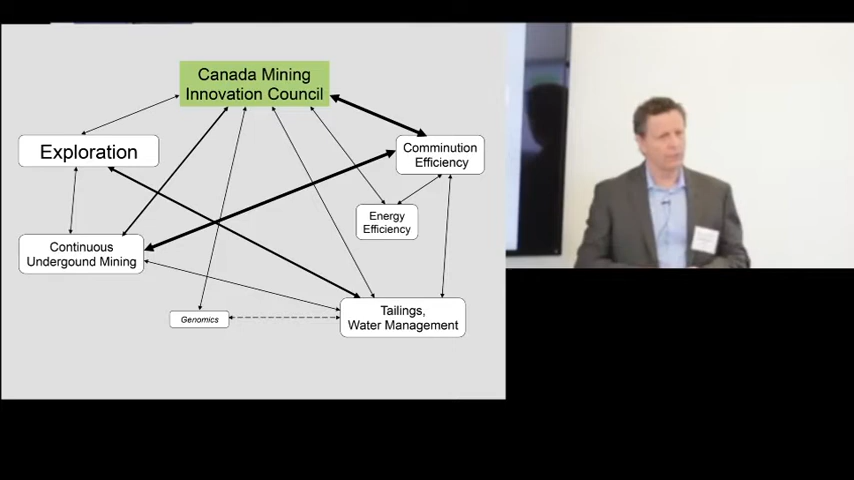 Canada Mining
Innovation Council
Exploration
Comminution
Efficiency
Energy
Efficiency
Continuous
Undergound Mining
Genomics
Tailings,
Water Management